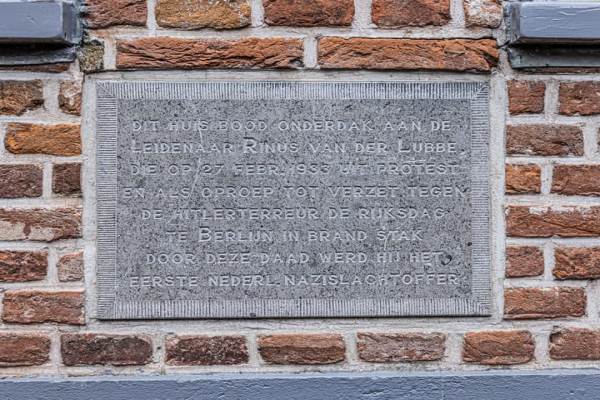 DIT HUIS BOOD ONDERDAK AAN DE
LEIDENAAR RINUS VAN DER LUBBE
DIE OP 27 FEBR. 1933 UIT PROTEST
EN ALS OPROEP TOT VERZET TEGEN
DE HITLERTERREUR DE RIJKSDAG
TE BERLIJN IN BRAND STAK
DOOR DEZE DAAD WERD HIJ HET
EERSTE NEDERL. NAZISLACHTOFFER.